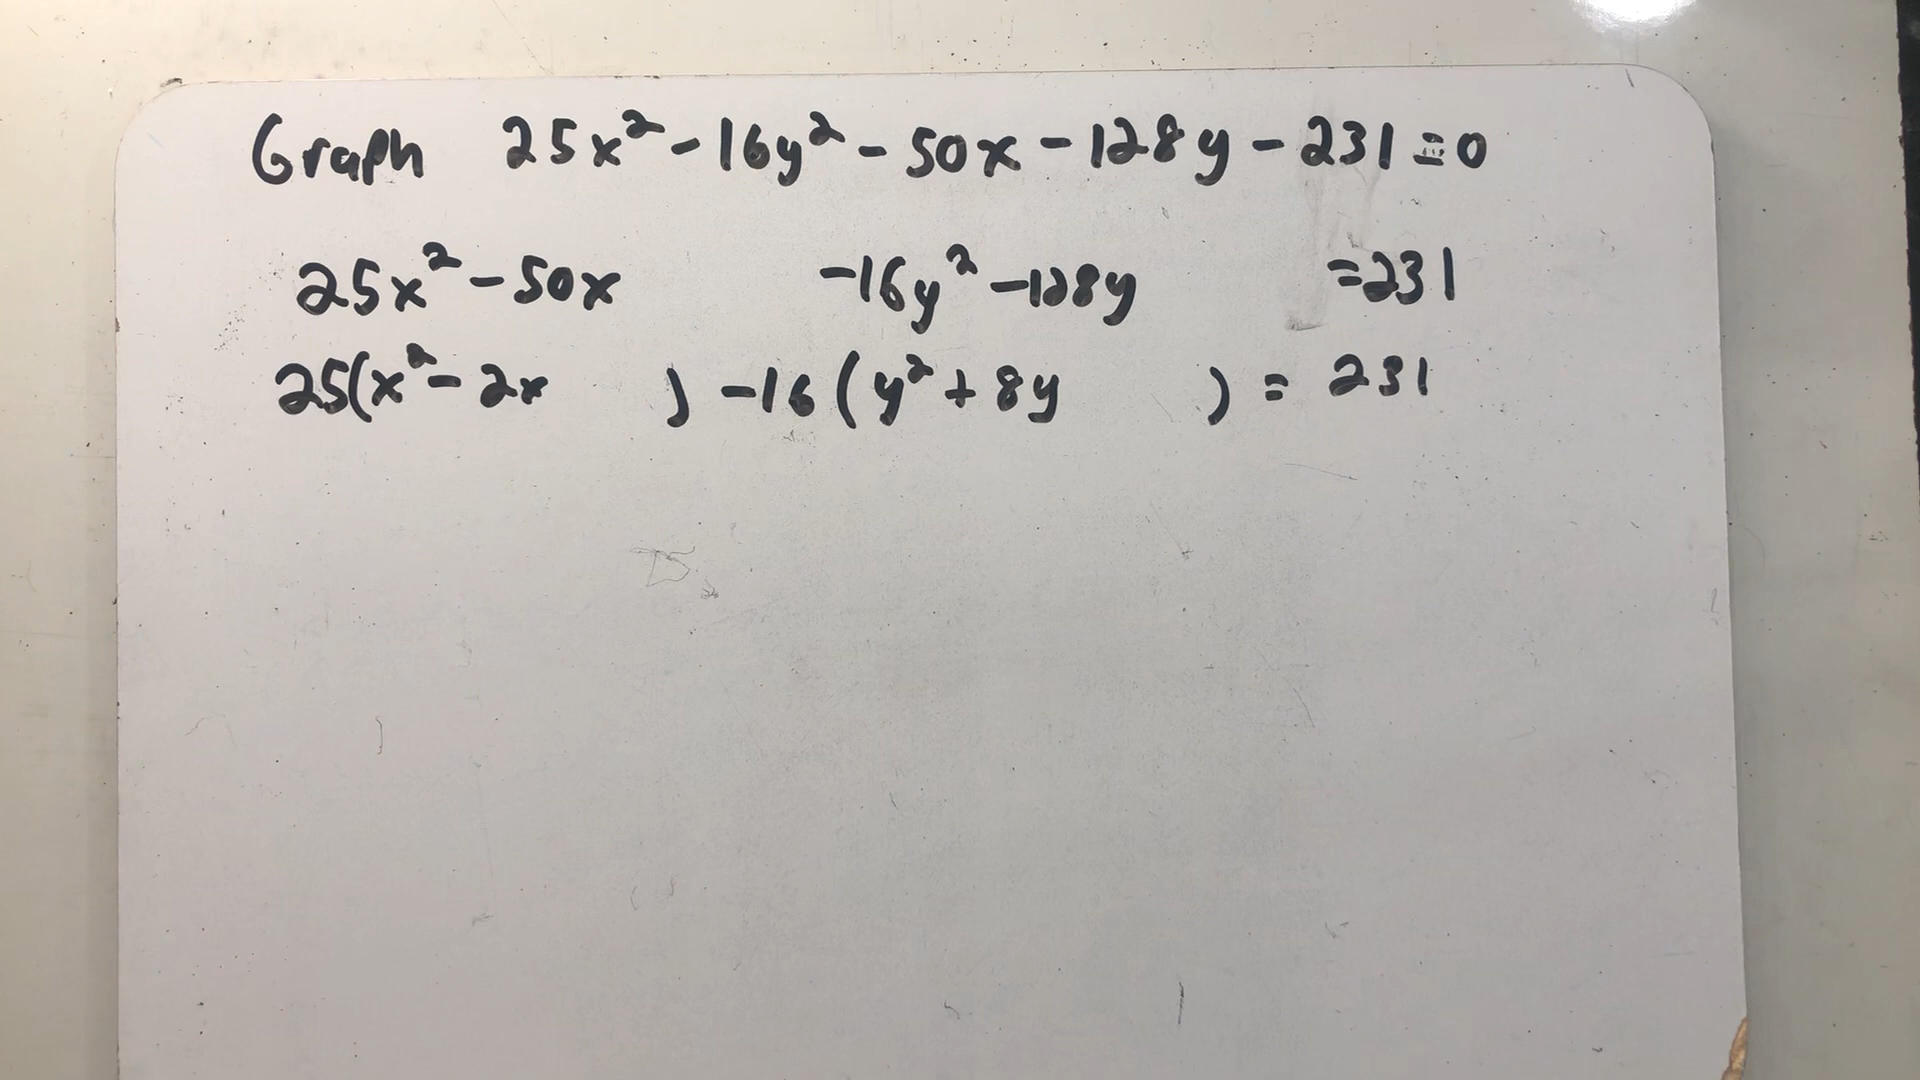 Graph 25x² - 16y² - 50x - 128y - 231 = 0
25x² - 50x -16y² - 128y = 231
25(x² - 2x ) - 16(y² + 8y ) = 231